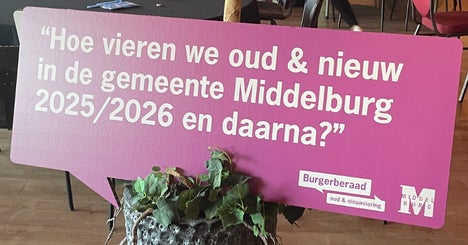 “Hoe vieren we oud & nieuw
in de gemeente Middelburg
2025/2026 en daarna?”
Burgerberaad
oud & nieuwviering
MIDDEL
M
BURG